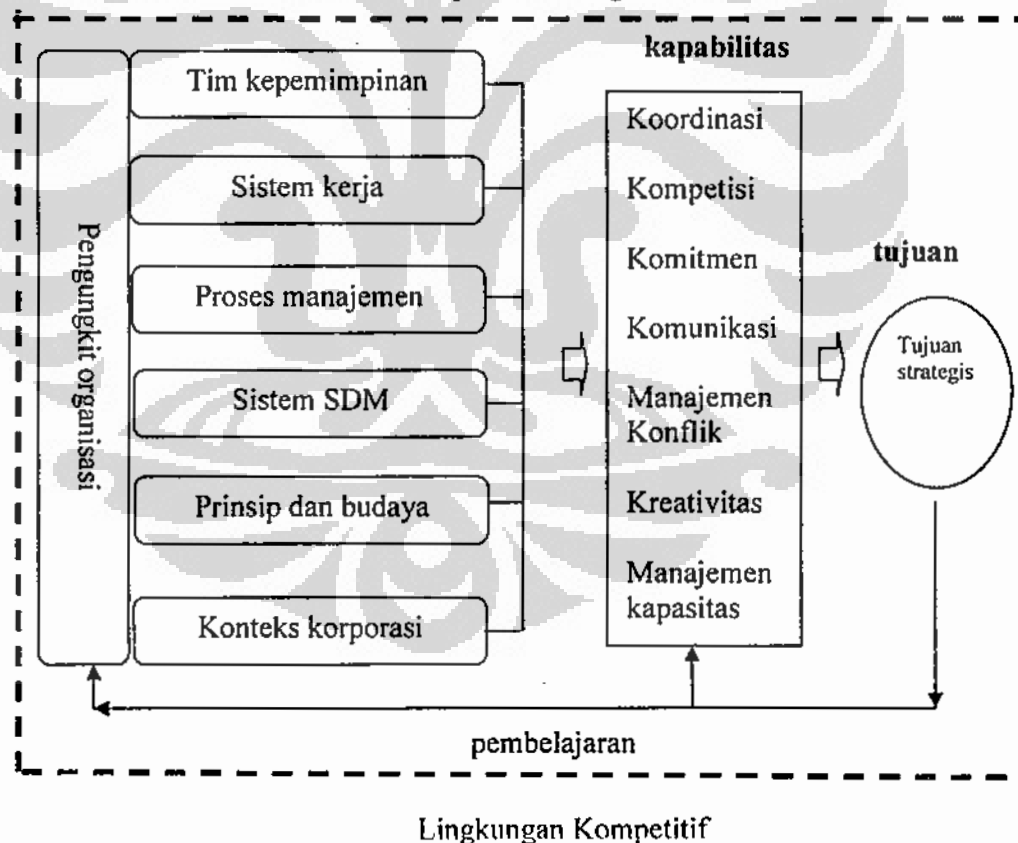 kapabilitas
Pengungkit organisasi
Tim kepemimpinan
Sistem kerja
Proses manajemen
Sistem SDM
Prinsip dan budaya
Konteks korporasi
Koordinasi
Kompetisi
Komitmen
Komunikasi
Manajemen
Konflik
Kreativitas
Manajemen
kapasitas
tujuan
Tujuan
strategis
pembelajaran
Lingkungan Kompetitif